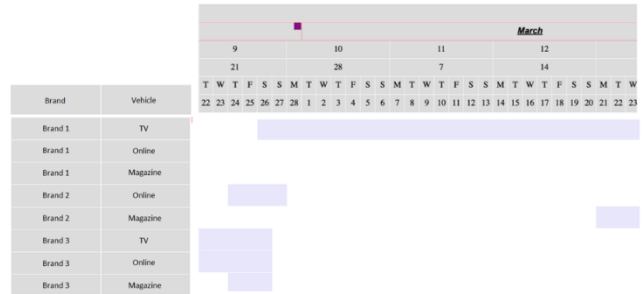 March
9 10 11 12
21 28 7 14
T W T F S S M T W T F S S M T W T F S S M T W T F S S M T W
Brand Vehicle 22 23 24 25 26 27 28 1 2 3 4 5 6 7 8 9 10 11 12 13 14 15 16 17 18 19 20 21 22 23
Brand 1 TV
Brand 1 Online
Brand 1 Magazine
Brand 2 Online
Brand 2 Magazine
Brand 3 TV
Brand 3 Online
Brand 3 Magazine